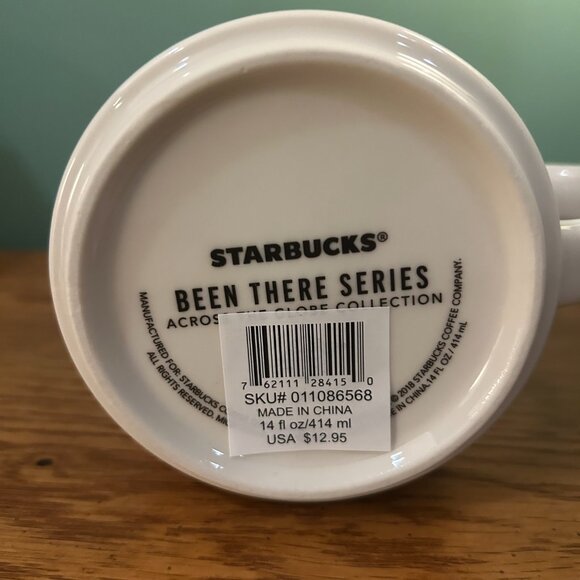 STARBUCKS®
BEEN THERE SERIES
ACROSS THE GLOBE COLLECTION
MANUFACTURED FOR: STARBUCKS
ALL RIGHTS RESERVED.
© 2018 STARBUCKS COFFEE COMPANY.
IN CHINA. 14 FL OZ / 414 mL
7 62111 28415 0
SKU# 011086568
MADE IN CHINA
14 fl oz/414 ml
USA $12.95